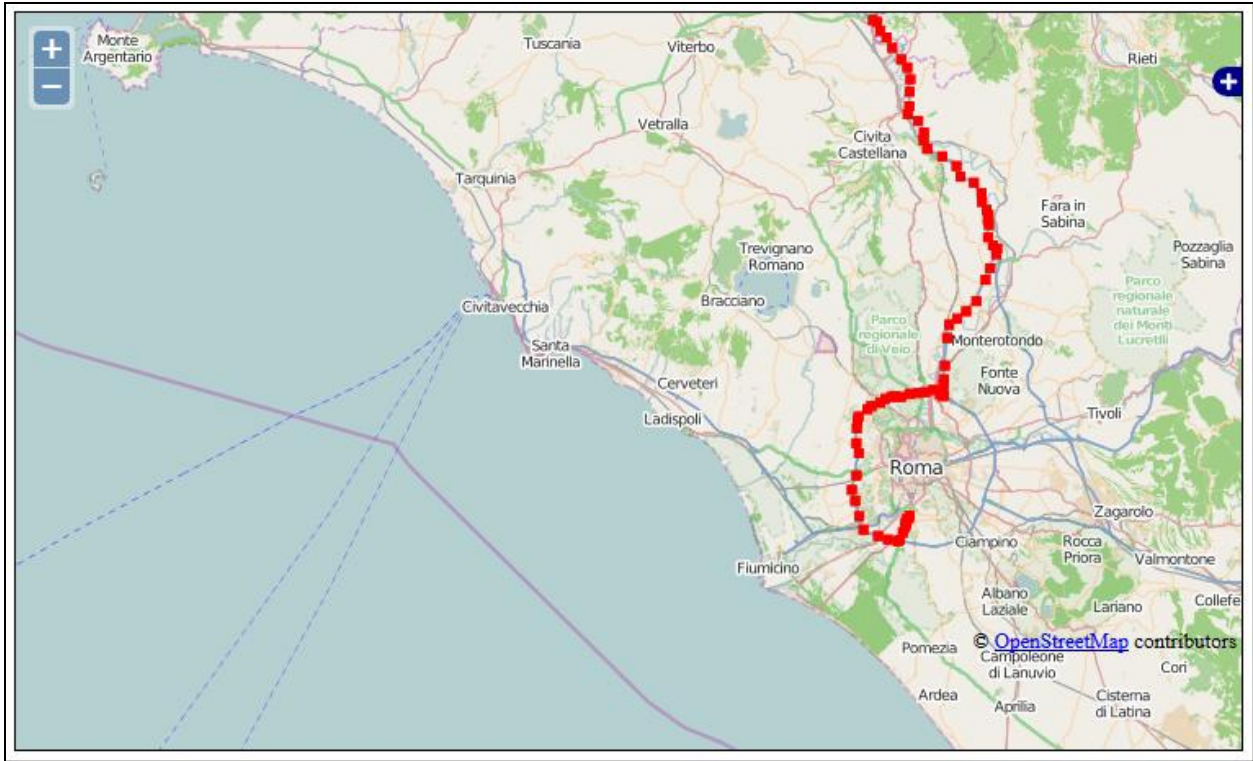 +
−
Monte
Argentario
Tuscania
Viterbo
Rieti
+
Vetralla
Civita
Castellana
Tarquinia
Fara in
Sabina
Trevignano
Romano
Pozzaglia
Sabina
Civitavecchia
Bracciano
Parco
regionale
naturale
dei Monti
Lucretili
Parco
regionale
di Veio
Monterotondo
Santa
Marinella
Cerveteri
Fonte
Nuova
Ladispoli
Tivoli
Roma
Zagarolo
Ciampino
Rocca
Priora
Valmontone
Fiumicino
Albano
Laziale
Lariano
Collefe
© OpenStreetMap contributors
Pomezia
Campoleone
di Lanuvio
Cori
Ardea
Aprilia
Cisterna
di Latina